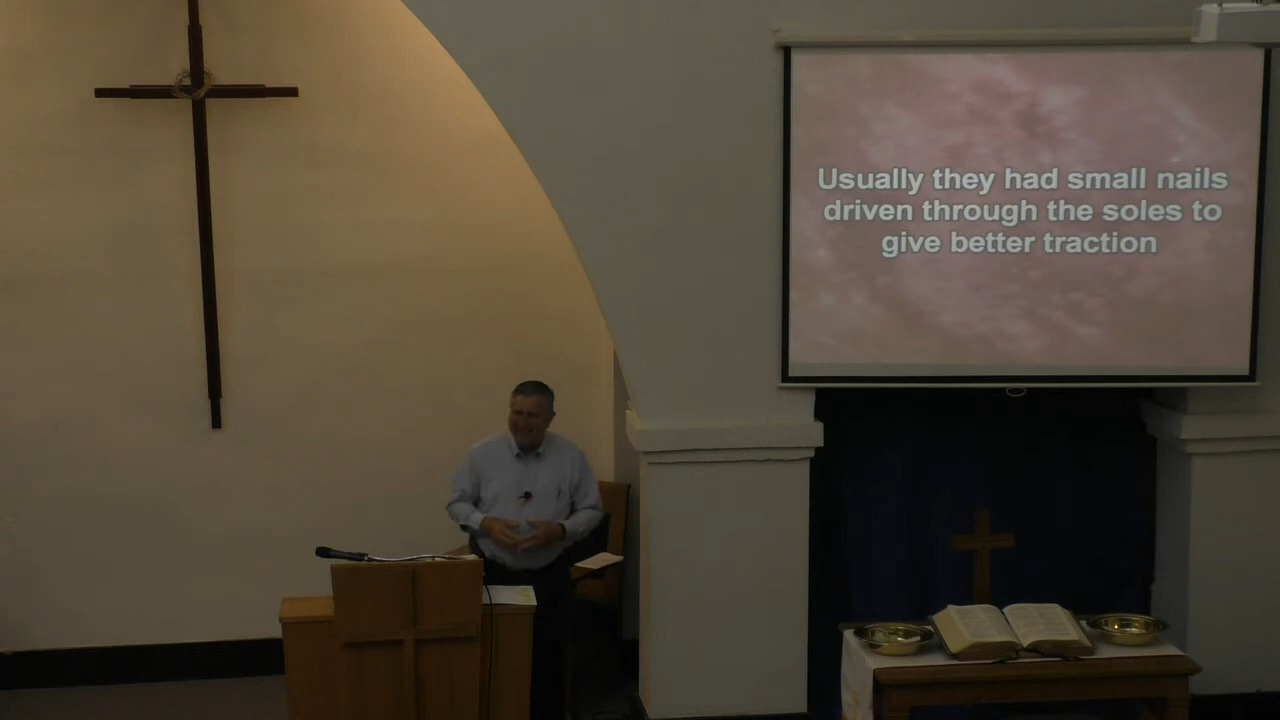 Usually they had small nails
driven through the soles to
give better traction